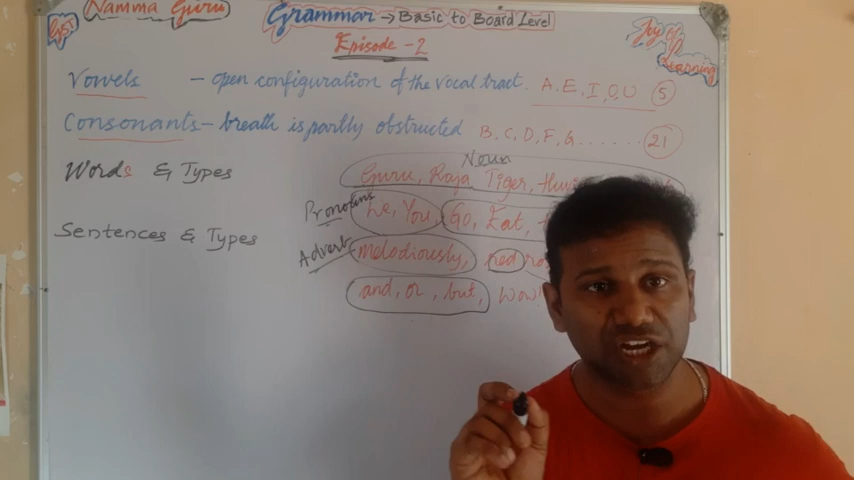 Namma Guru
Grammar → Basic to Board Level
Joy of Learning
Episode - 2
Vowels - open configuration of the vocal tract. A, E, I, O, U 5
Consonants - breath is partly obstructed B, C, D, F, G....... 21
Words & Types
Noun
Guru, Raja Tiger,
Pronouns He, You, Go, Eat,
Sentences & Types
Adverb Melodiously, red
and, or, but, Wow!